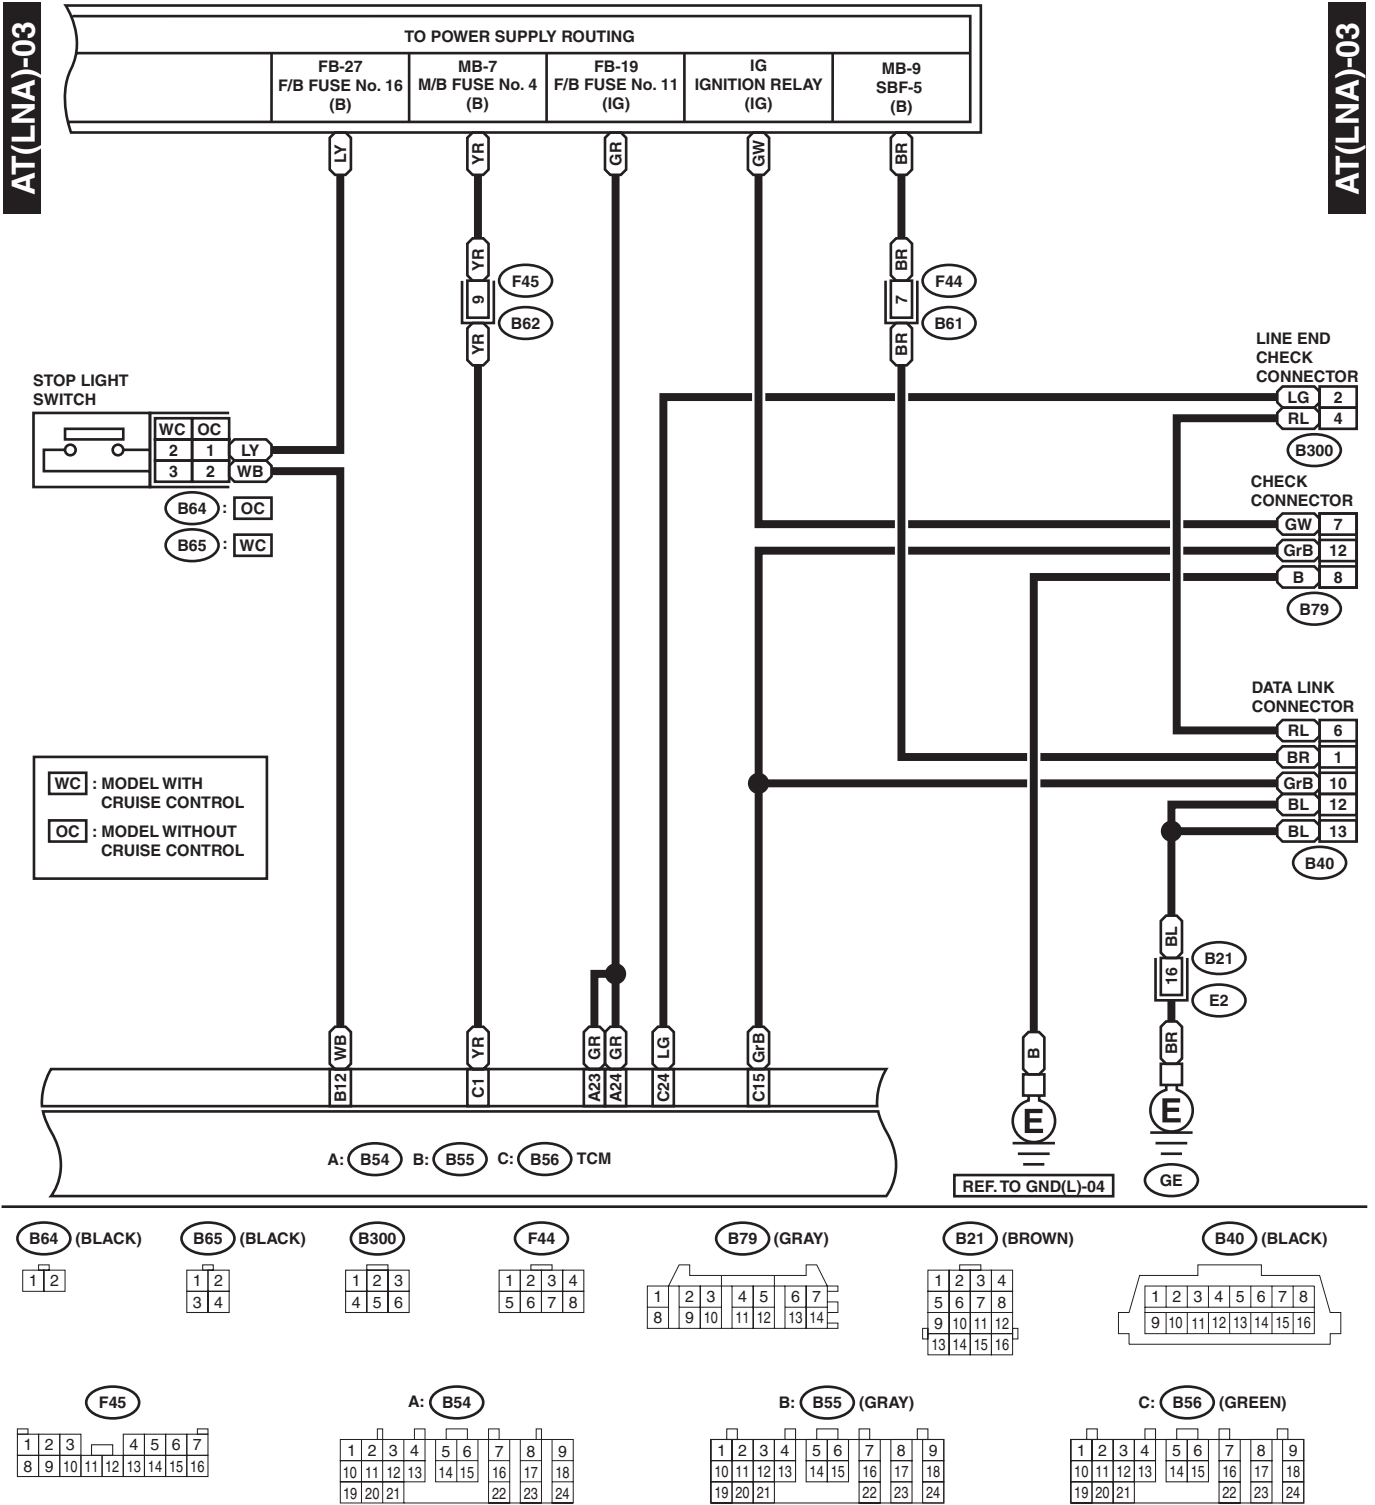 AT(LNA)-03
AT(LNA)-03
TO POWER SUPPLY ROUTING
FB-27
F/B FUSE No. 16
(B)
MB-7
M/B FUSE No. 4
(B)
FB-19
F/B FUSE No. 11
(IG)
IG
IGNITION RELAY
(IG)
MB-9
SBF-5
(B)
LY
YR
GR
GW
BR
YR
9
YR
F45
B62
BR
7
BR
F44
B61
LINE END
CHECK
CONNECTOR
LG 2
RL 4
B300
STOP LIGHT
SWITCH
WC OC
2 1 LY
3 2 WB
B64 : OC
B65 : WC
CHECK
CONNECTOR
GW 7
GrB 12
B 8
B79
DATA LINK
CONNECTOR
RL 6
BR 1
GrB 10
BL 12
BL 13
B40
WC : MODEL WITH
CRUISE CONTROL
OC : MODEL WITHOUT
CRUISE CONTROL
BL
16
BR
B21
E2
WB
YR
GR
GR
LG
GrB
B
B12
C1
A23
A24
C24
C15
E
E
A: B54 B: B55 C: B56 TCM
REF. TO GND(L)-04
GE
B64 (BLACK)
1 2
B65 (BLACK)
1 2
3 4
B300
1 2 3
4 5 6
F44
1 2 3 4
5 6 7 8
B79 (GRAY)
1 2 3 4 5 6 7
8 9 10 11 12 13 14
B21 (BROWN)
1 2 3 4
5 6 7 8
9 10 11 12
13 14 15 16
B40 (BLACK)
1 2 3 4 5 6 7 8
9 10 11 12 13 14 15 16
F45
1 2 3 4 5 6 7
8 9 10 11 12 13 14 15 16
A: B54
1 2 3 4 5 6 7 8 9
10 11 12 13 14 15 16 17 18
19 20 21 22 23 24
B: B55 (GRAY)
1 2 3 4 5 6 7 8 9
10 11 12 13 14 15 16 17 18
19 20 21 22 23 24
C: B56 (GREEN)
1 2 3 4 5 6 7 8 9
10 11 12 13 14 15 16 17 18
19 20 21 22 23 24